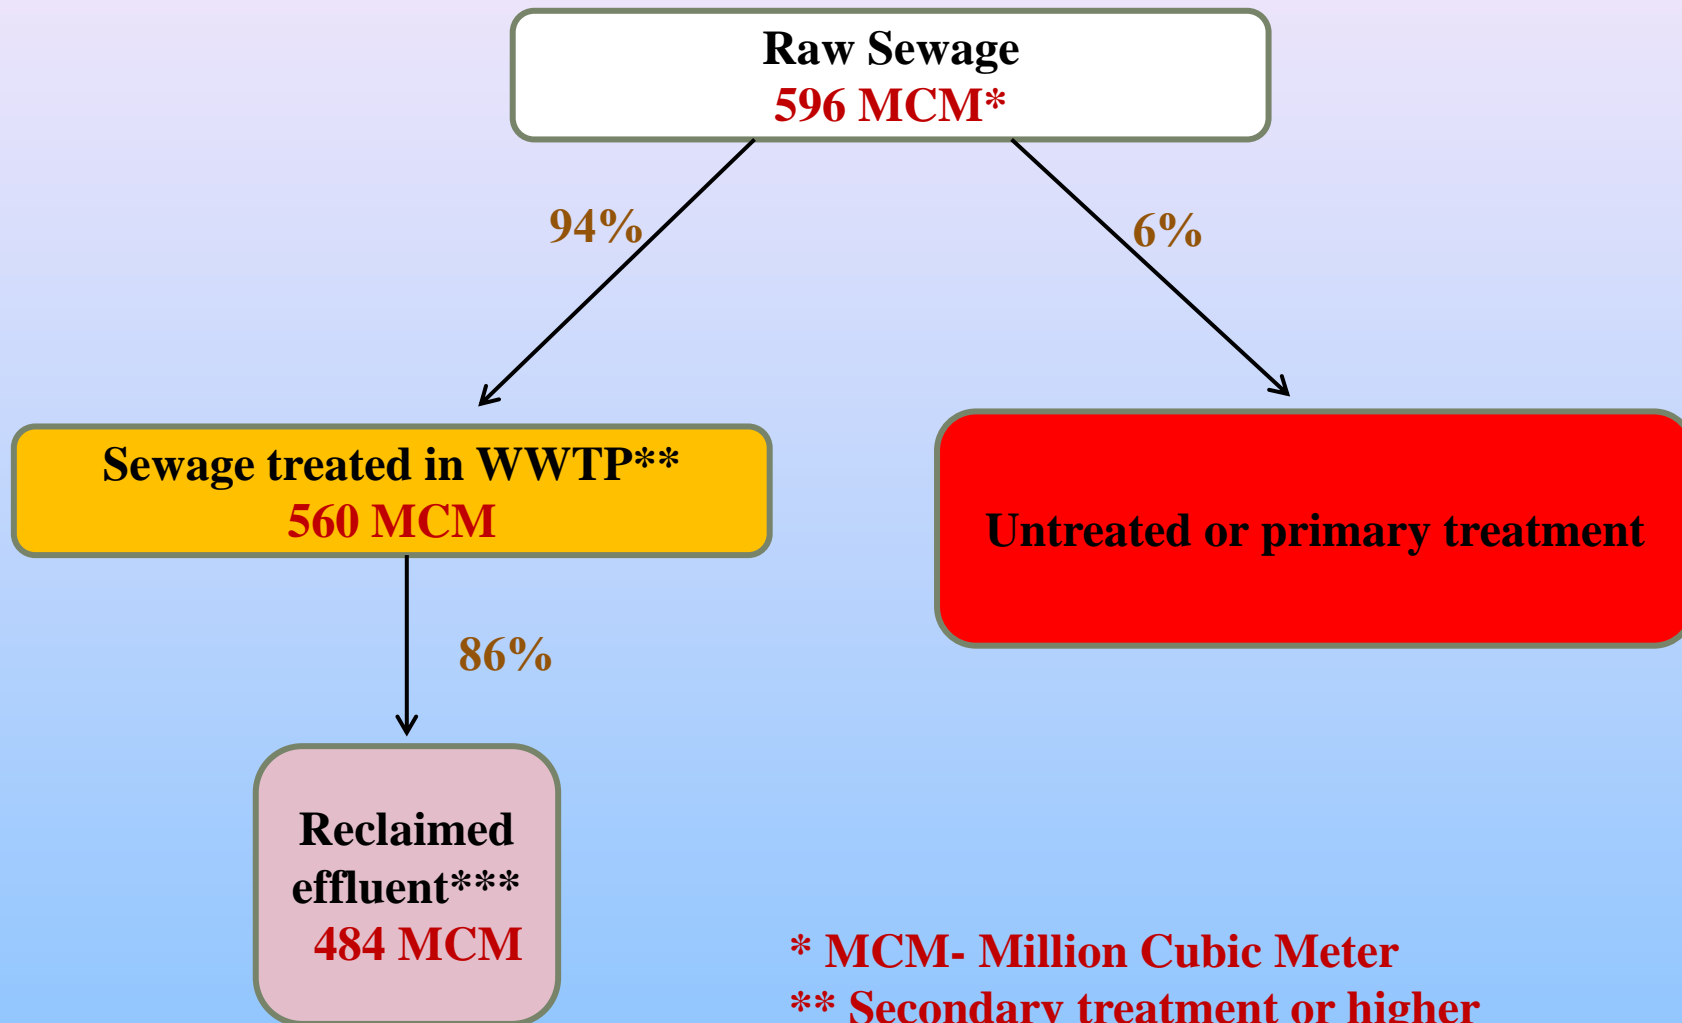 Raw Sewage
596 MCM*
94%
6%
Sewage treated in WWTP**
560 MCM
Untreated or primary treatment
86%
Reclaimed
effluent***
484 MCM
* MCM- Million Cubic Meter
** Secondary treatment or higher